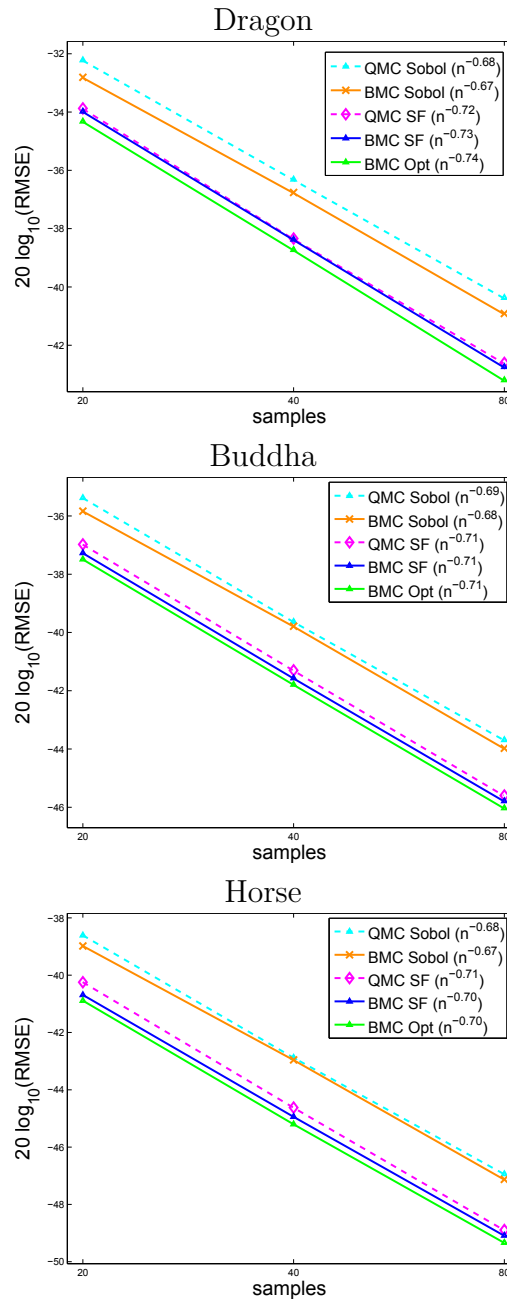 Dragon
−32
−34
−36
−38
−40
−42
20 log10(RMSE)
QMC Sobol (n^−0.68)
BMC Sobol (n^−0.67)
QMC SF (n^−0.72)
BMC SF (n^−0.73)
BMC Opt (n^−0.74)
20
40
80
samples
Buddha
−36
−38
−40
−42
−44
−46
20 log10(RMSE)
QMC Sobol (n^−0.69)
BMC Sobol (n^−0.68)
QMC SF (n^−0.71)
BMC SF (n^−0.71)
BMC Opt (n^−0.71)
20
40
80
samples
Horse
−38
−40
−42
−44
−46
−48
−50
20 log10(RMSE)
QMC Sobol (n^−0.68)
BMC Sobol (n^−0.67)
QMC SF (n^−0.71)
BMC SF (n^−0.70)
BMC Opt (n^−0.70)
20
40
80
samples